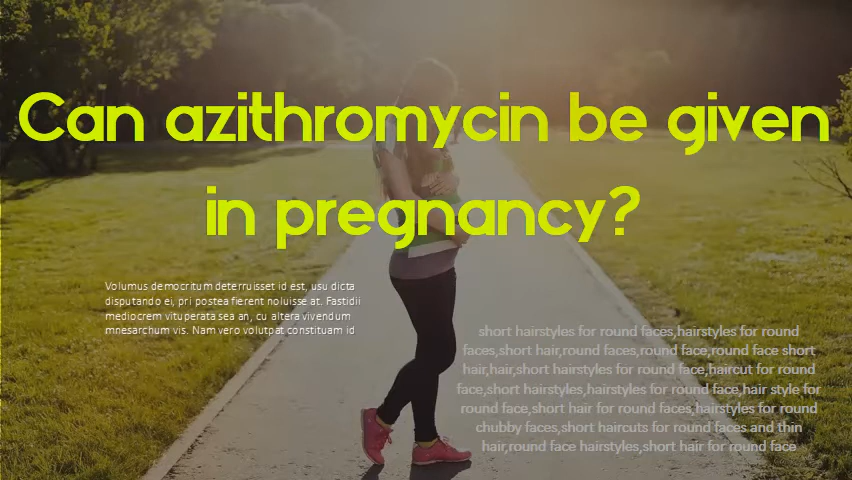 Can azithromycin be given
in pregnancy?
Volumus democritum deterruisset id est, usu dicta
disputando ei, pri postea fierent noluisse at. Fastidii
mediocrem vituperata sea an, cu altera vivendum
mnesarchum vis. Nam vero volutpat constituam id
short hairstyles for round faces,hairstyles for round
faces,short hair,round faces,round face,round face short
hair,hair,short hairstyles for round face,haircut for round
face,short hairstyles,hairstyles for round face,hair style for
round face,short hair for round faces,hairstyles for round
chubby faces,short haircuts for round faces and thin
hair,round face hairstyles,short hair for round face